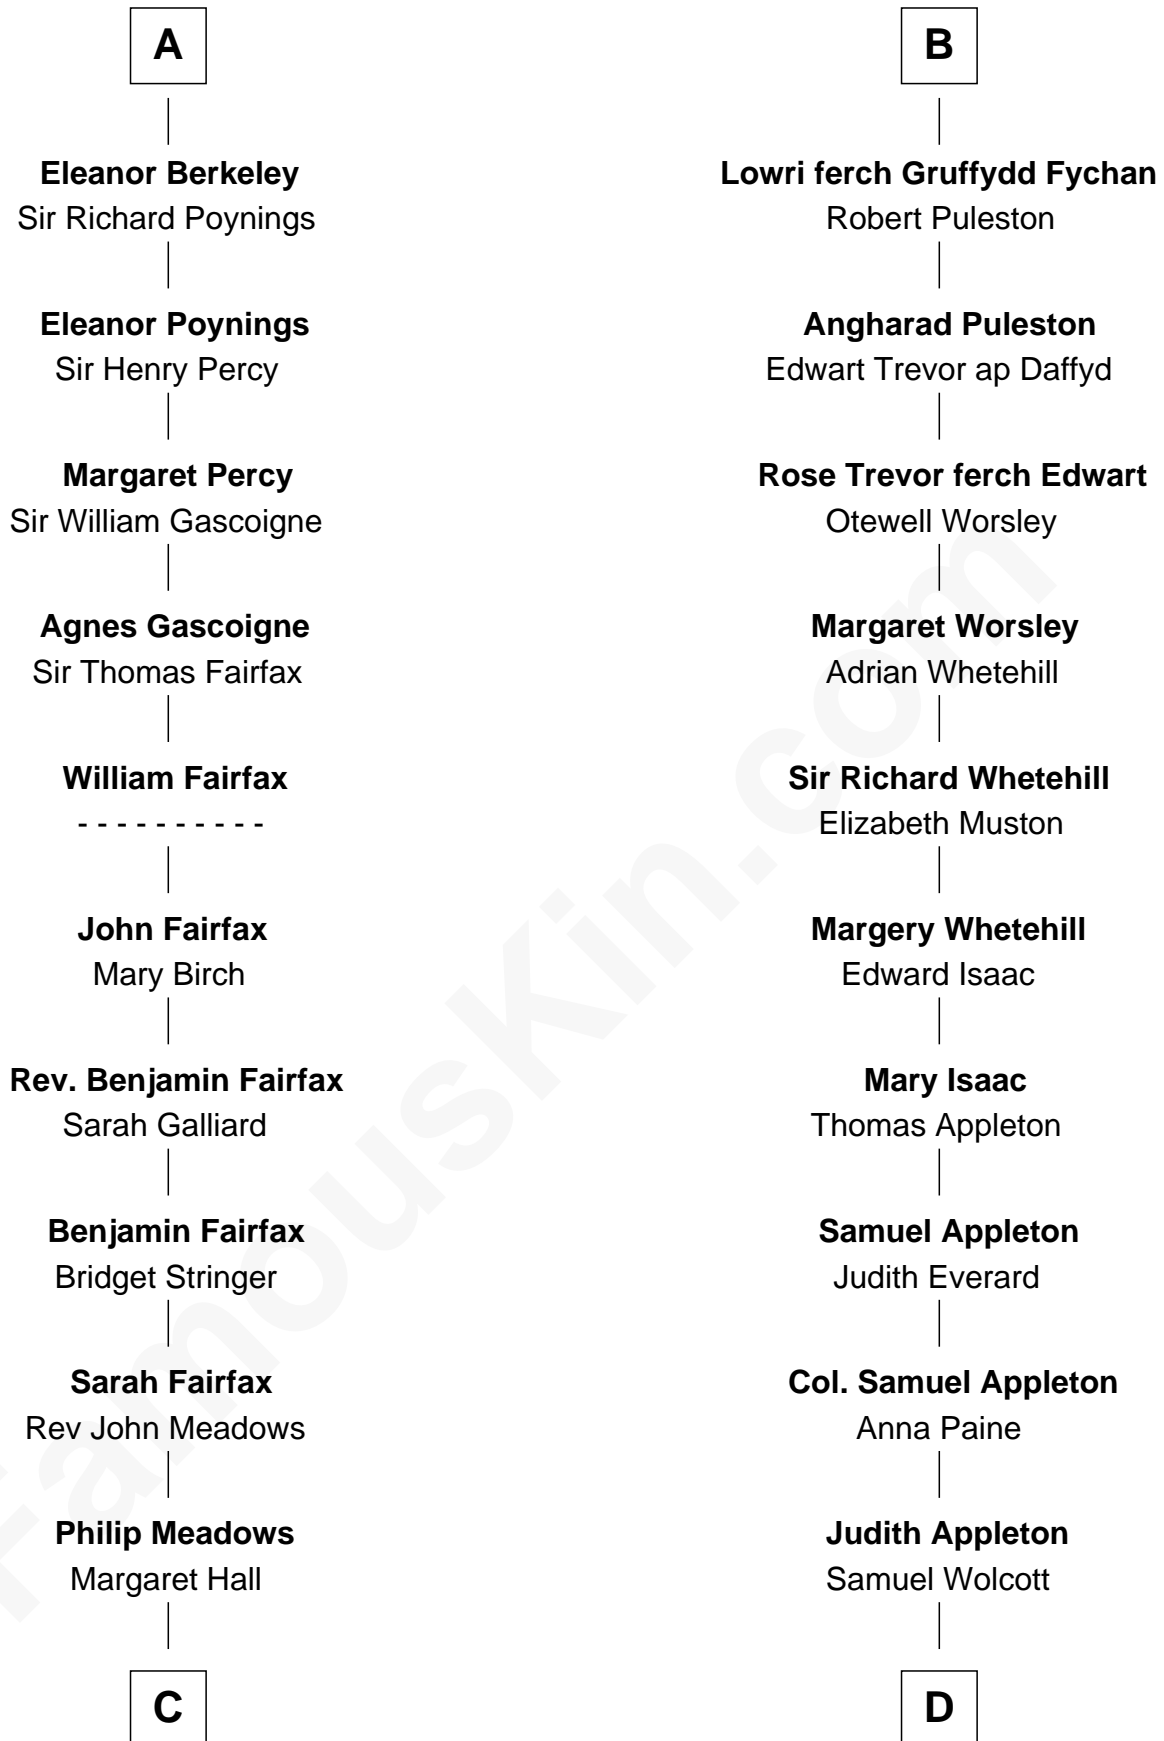 A
Eleanor Berkeley
Sir Richard Poynings
Eleanor Poynings
Sir Henry Percy
Margaret Percy
Sir William Gascoigne
Agnes Gascoigne
Sir Thomas Fairfax
William Fairfax
- - - - - - - - - -
John Fairfax
Mary Birch
Rev. Benjamin Fairfax
Sarah Galliard
Benjamin Fairfax
Bridget Stringer
Sarah Fairfax
Rev John Meadows
Philip Meadows
Margaret Hall
C
B
Lowri ferch Gruffydd Fychan
Robert Puleston
Angharad Puleston
Edwart Trevor ap Daffyd
Rose Trevor ferch Edwart
Otewell Worsley
Margaret Worsley
Adrian Whetehill
Sir Richard Whetehill
Elizabeth Muston
Margery Whetehill
Edward Isaac
Mary Isaac
Thomas Appleton
Samuel Appleton
Judith Everard
Col. Samuel Appleton
Anna Paine
Judith Appleton
Samuel Wolcott
D
FamousKin.com